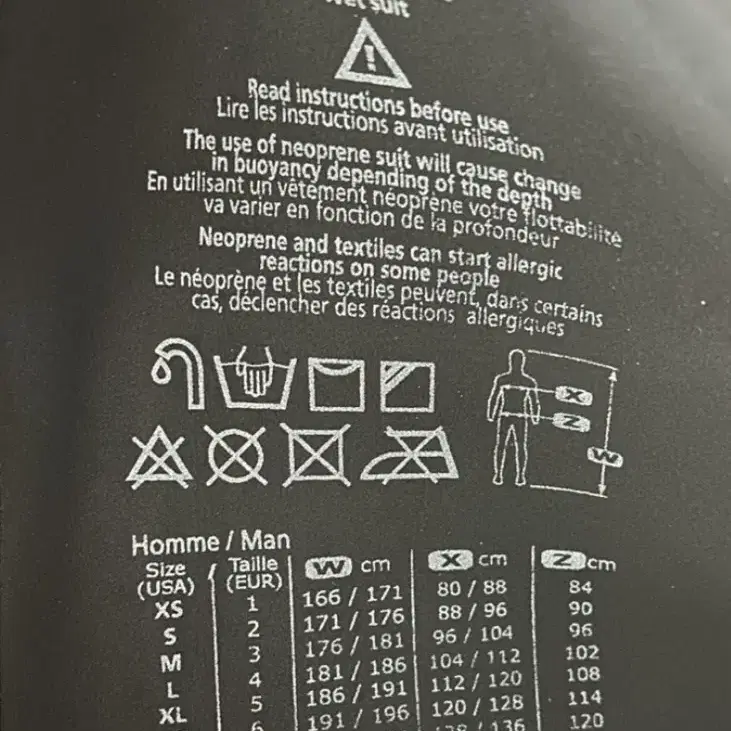 Wet suit
Read instructions before use
Lire les instructions avant utilisation
The use of neoprene suit will cause change
in buoyancy depending of the depth
En utilisant un vêtement néoprène votre flottabilité
va varier en fonction de la profondeur
Neoprene and textiles can start allergic
reactions on some people
Le néoprène et les textiles peuvent, dans certains
cas, déclencher des réactions allergiques
X
Z
W
Homme / Man
Size (USA) / Taille (EUR) W cm X cm Z cm
XS 1 166 / 171 80 / 88 84
S 2 171 / 176 88 / 96 90
M 3 176 / 181 96 / 104 96
L 4 181 / 186 104 / 112 102
XL 5 186 / 191 112 / 120 108
6 191 / 196 120 / 128 114
/ 136 120